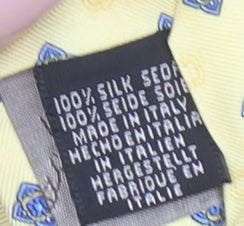 100% SILK SEDA
100% SEIDE SOIE
MADE IN ITALY
HECHO EN ITALIA
IN ITALIEN
HERGESTELLT
FABRIQUE EN
ITALIE